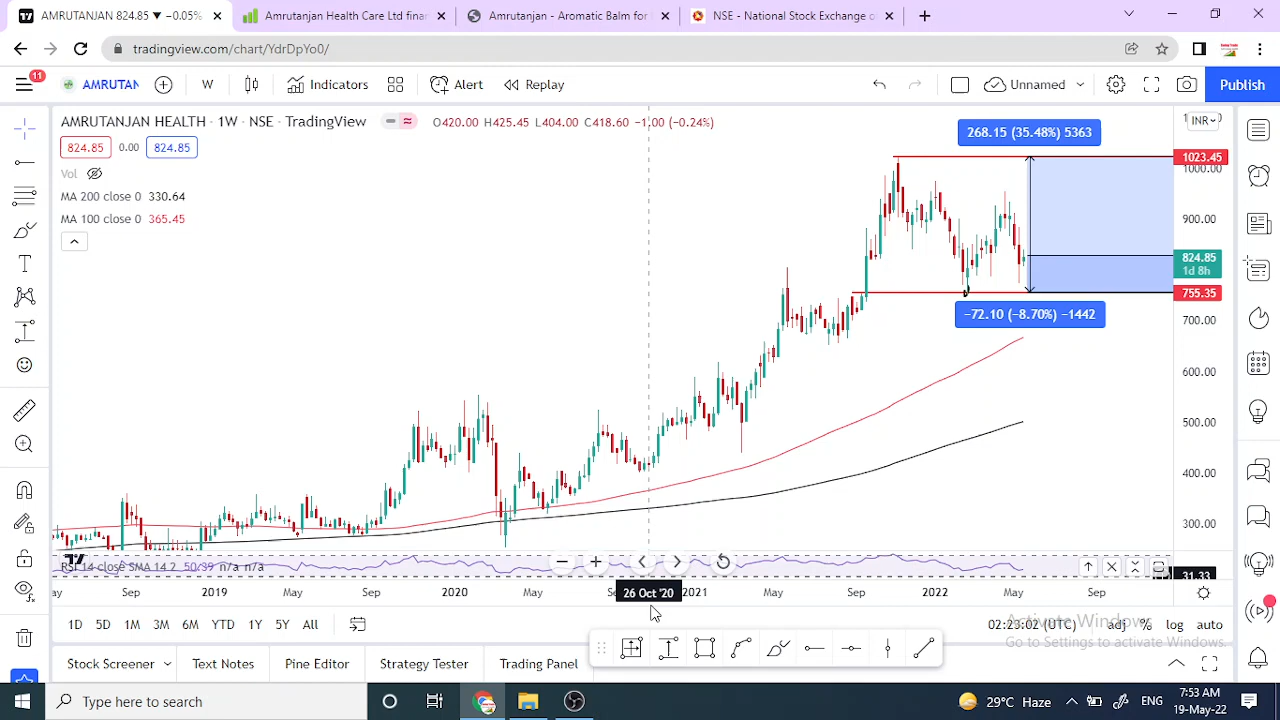 AMRUTANJAN 824.85 ▼ −0.05%
Amrutanjan Health Care Ltd finar
Amrutanjan - Aromatic Balm for
NSE - National Stock Exchange o
tradingview.com/chart/YdrDpYo0/
11
AMRUTAN
W
Indicators
Alert
Replay
Unnamed
Publish
AMRUTANJAN HEALTH · 1W · NSE · TradingView
O420.00 H425.45 L404.00 C418.60 −1.00 (−0.24%)
INR
824.85
0.00
824.85
Vol
MA 200 close 0 330.64
MA 100 close 0 365.45
268.15 (35.48%) 5363
−72.10 (−8.70%) −1442
1023.45
1000.00
900.00
824.85
1d 8h
755.35
700.00
600.00
500.00
400.00
300.00
RSI 14 close SMA 14 2 50.39 n/a n/a
31.33
Sep
2019
May
Sep
2020
May
26 Oct '20
2021
May
Sep
2022
May
Sep
1D 5D 1M 3M 6M YTD 1Y 5Y All
02:23:02 (UTC)
adj % log auto
Activate Windows
Go to Settings to activate Windows.
Stock Screener
Text Notes
Pine Editor
Strategy Tester
Trading Panel
Type here to search
29°C Haze
ENG
7:53 AM
19-May-22